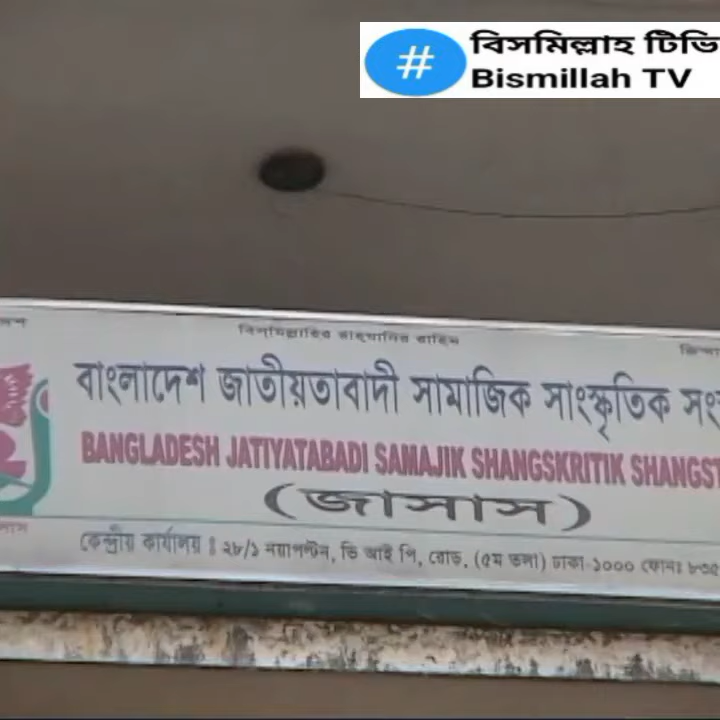 # বিসমিল্লাহ টিভি
Bismillah TV
বিসমিল্লাহির রাহমানির রাহিম
বাংলাদেশ জাতীয়তাবাদী সামাজিক সাংস্কৃতিক
BANGLADESH JATIYATABADI SAMAJIK SHANGSKRITIK SHANGST
(জাসাস)
কেন্দ্রীয় কার্যালয় ঃ ২৮/১ নয়াপল্টন, ভি আই পি, রোড, (৫ম তলা) ঢাকা-১০০০ ফোনঃ ৮৩৫